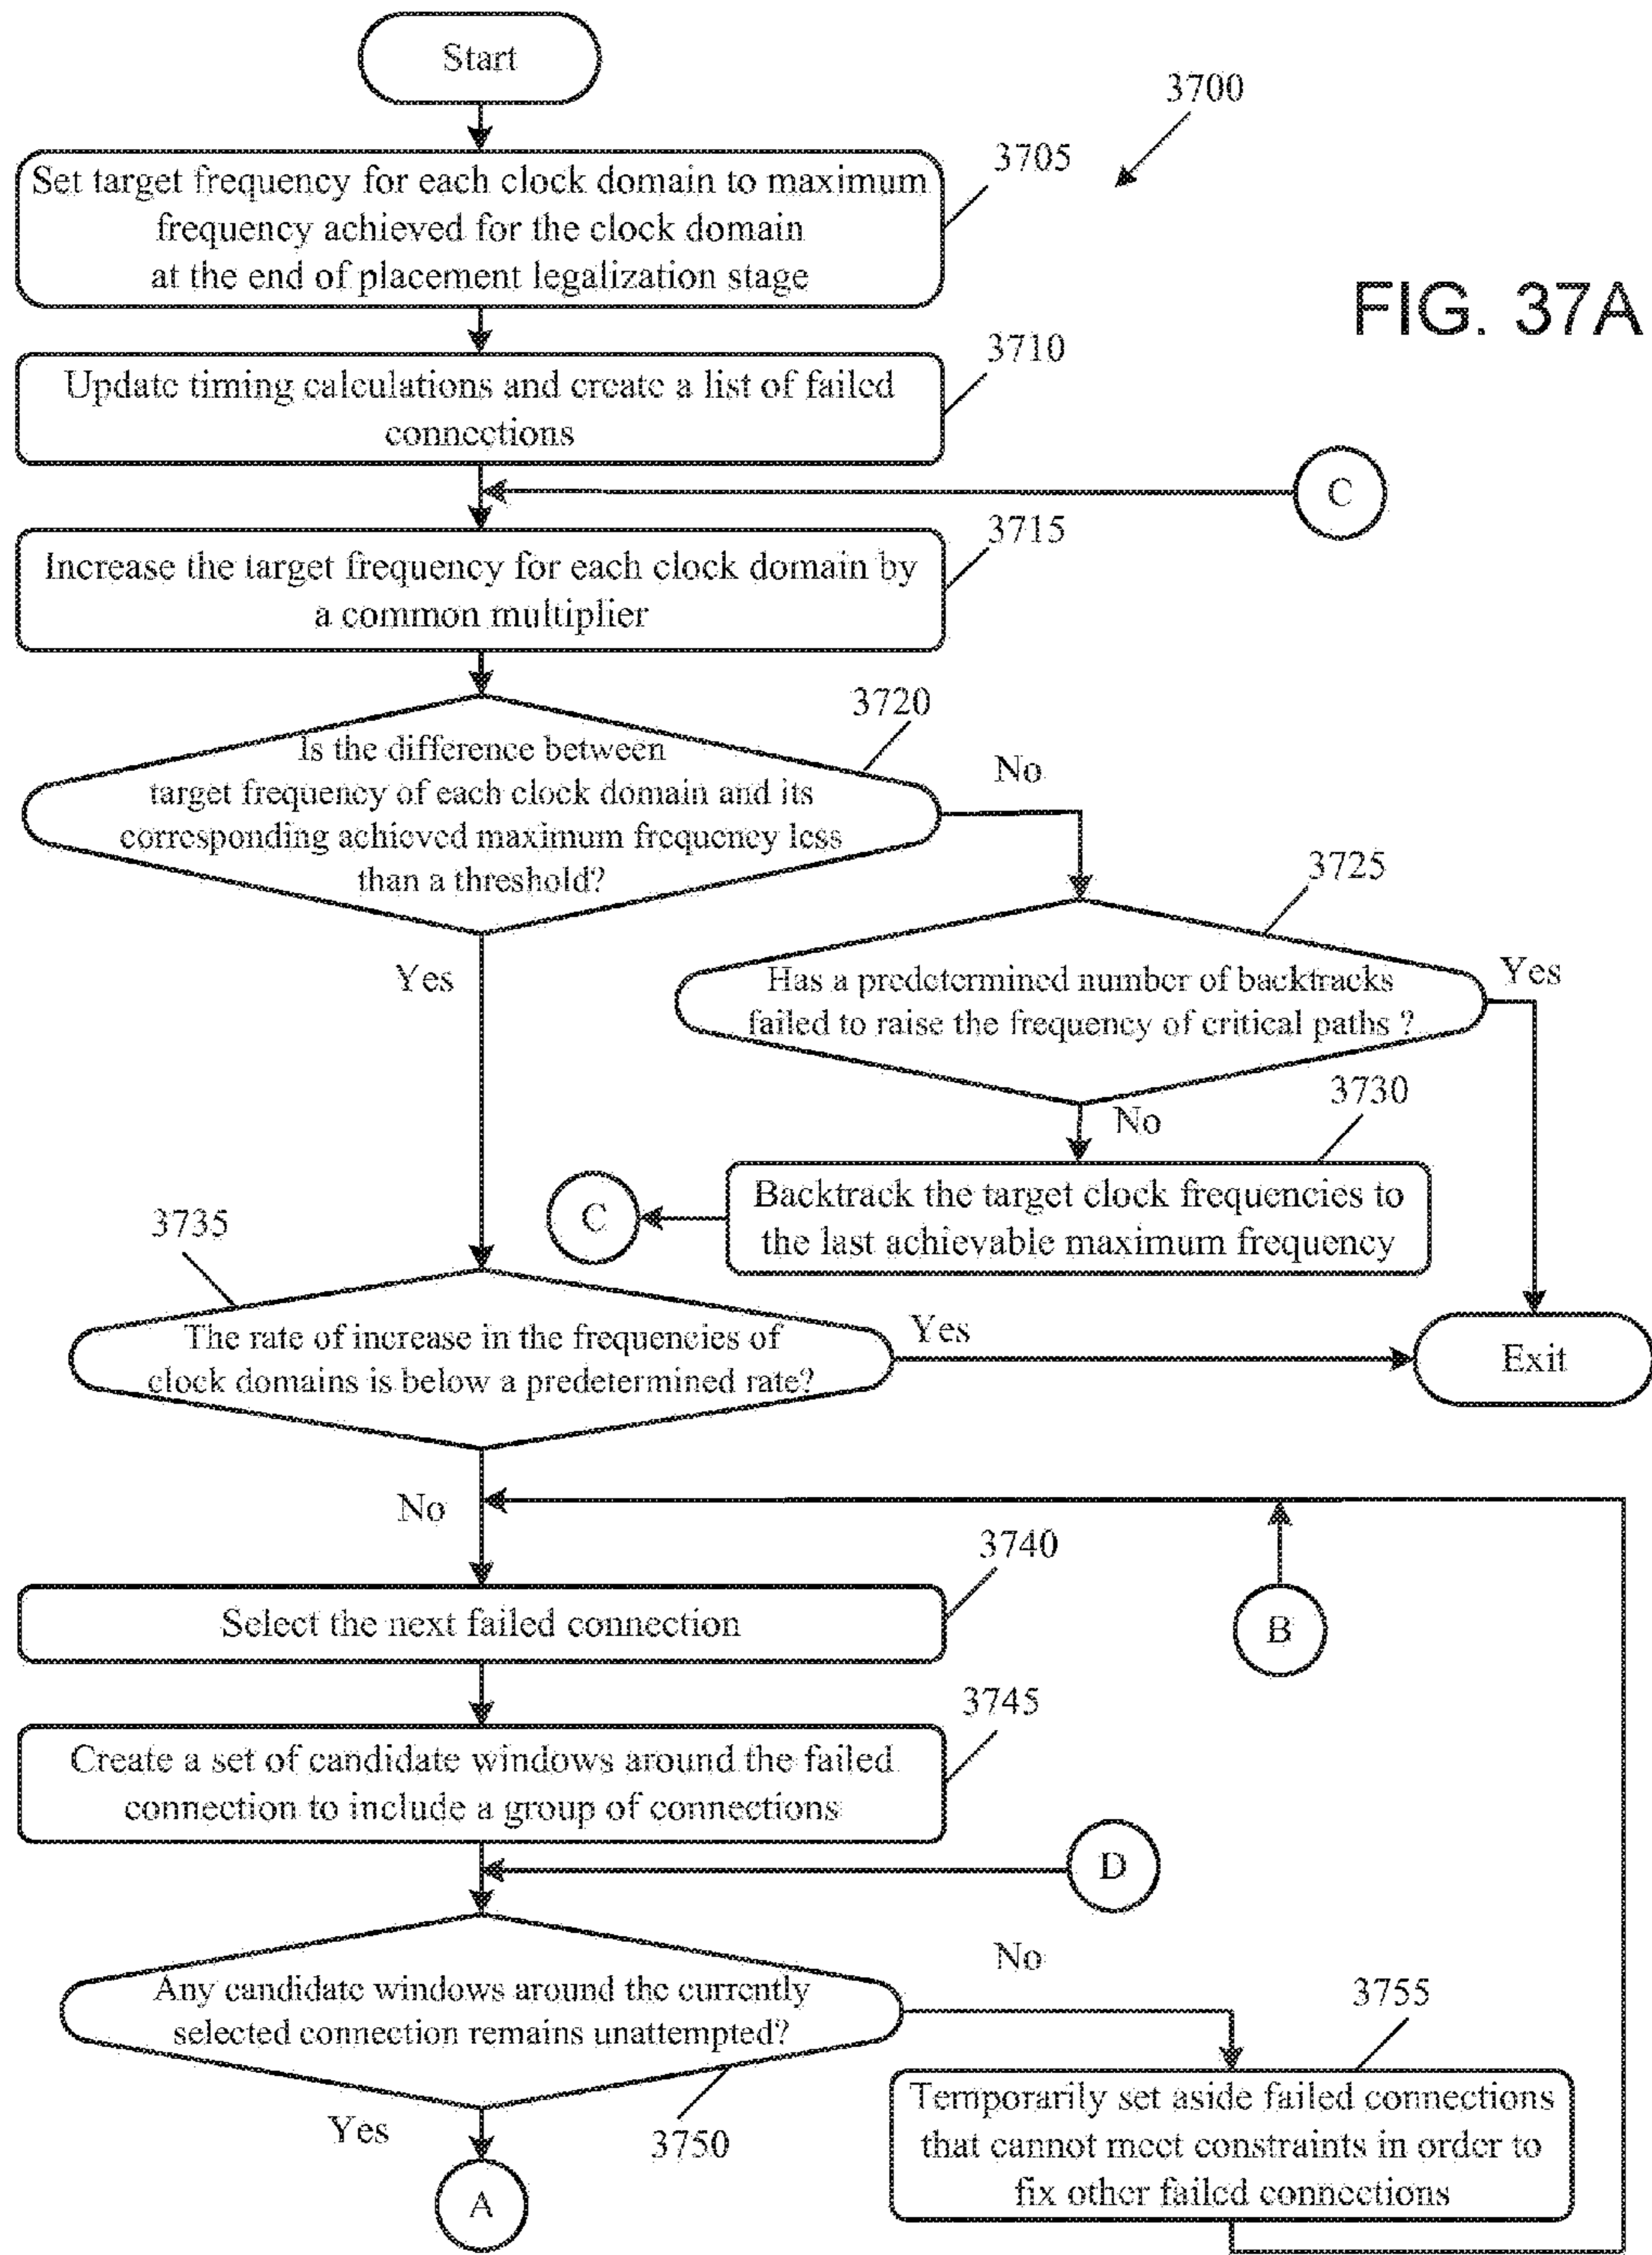 Start
3700
3705
Set target frequency for each clock domain to maximum
frequency achieved for the clock domain
at the end of placement legalization stage
FIG. 37A
3710
Update timing calculations and create a list of failed
connections
C
3715
Increase the target frequency for each clock domain by
a common multiplier
3720
Is the difference between
target frequency of each clock domain and its
corresponding achieved maximum frequency less
than a threshold?
No
3725
Yes
Has a predetermined number of backtracks
failed to raise the frequency of critical paths ?
Yes
3730
No
Backtrack the target clock frequencies to
the last achievable maximum frequency
C
3735
The rate of increase in the frequencies of
clock domains is below a predetermined rate?
Yes
Exit
No
3740
Select the next failed connection
B
3745
Create a set of candidate windows around the failed
connection to include a group of connections
D
Any candidate windows around the currently
selected connection remains unattempted?
No
3755
3750
Temporarily set aside failed connections
that cannot meet constraints in order to
fix other failed connections
Yes
A